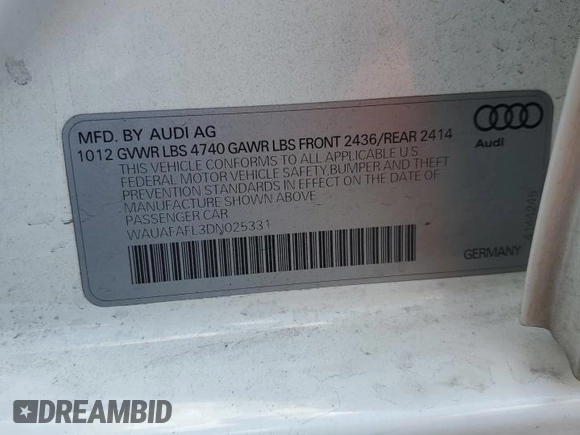 MFD. BY AUDI AG
1012 GVWR LBS 4740 GAWR LBS FRONT 2436/REAR 2414
THIS VEHICLE CONFORMS TO ALL APPLICABLE U.S.
FEDERAL MOTOR VEHICLE SAFETY, BUMPER AND THEFT
PREVENTION STANDARDS IN EFFECT ON THE DATE OF
MANUFACTURE SHOWN ABOVE
PASSENGER CAR
WAUAFAFL3DN025331
Audi
GERMANY
DREAMBID